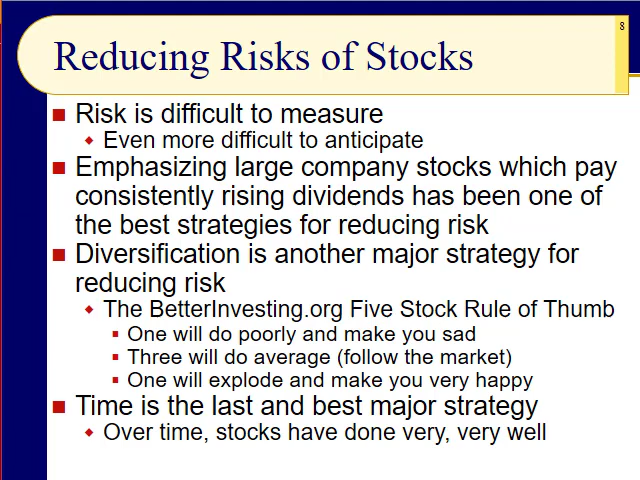 8
Reducing Risks of Stocks
Risk is difficult to measure
Even more difficult to anticipate
Emphasizing large company stocks which pay
consistently rising dividends has been one of
the best strategies for reducing risk
Diversification is another major strategy for
reducing risk
The BetterInvesting.org Five Stock Rule of Thumb
One will do poorly and make you sad
Three will do average (follow the market)
One will explode and make you very happy
Time is the last and best major strategy
Over time, stocks have done very, very well